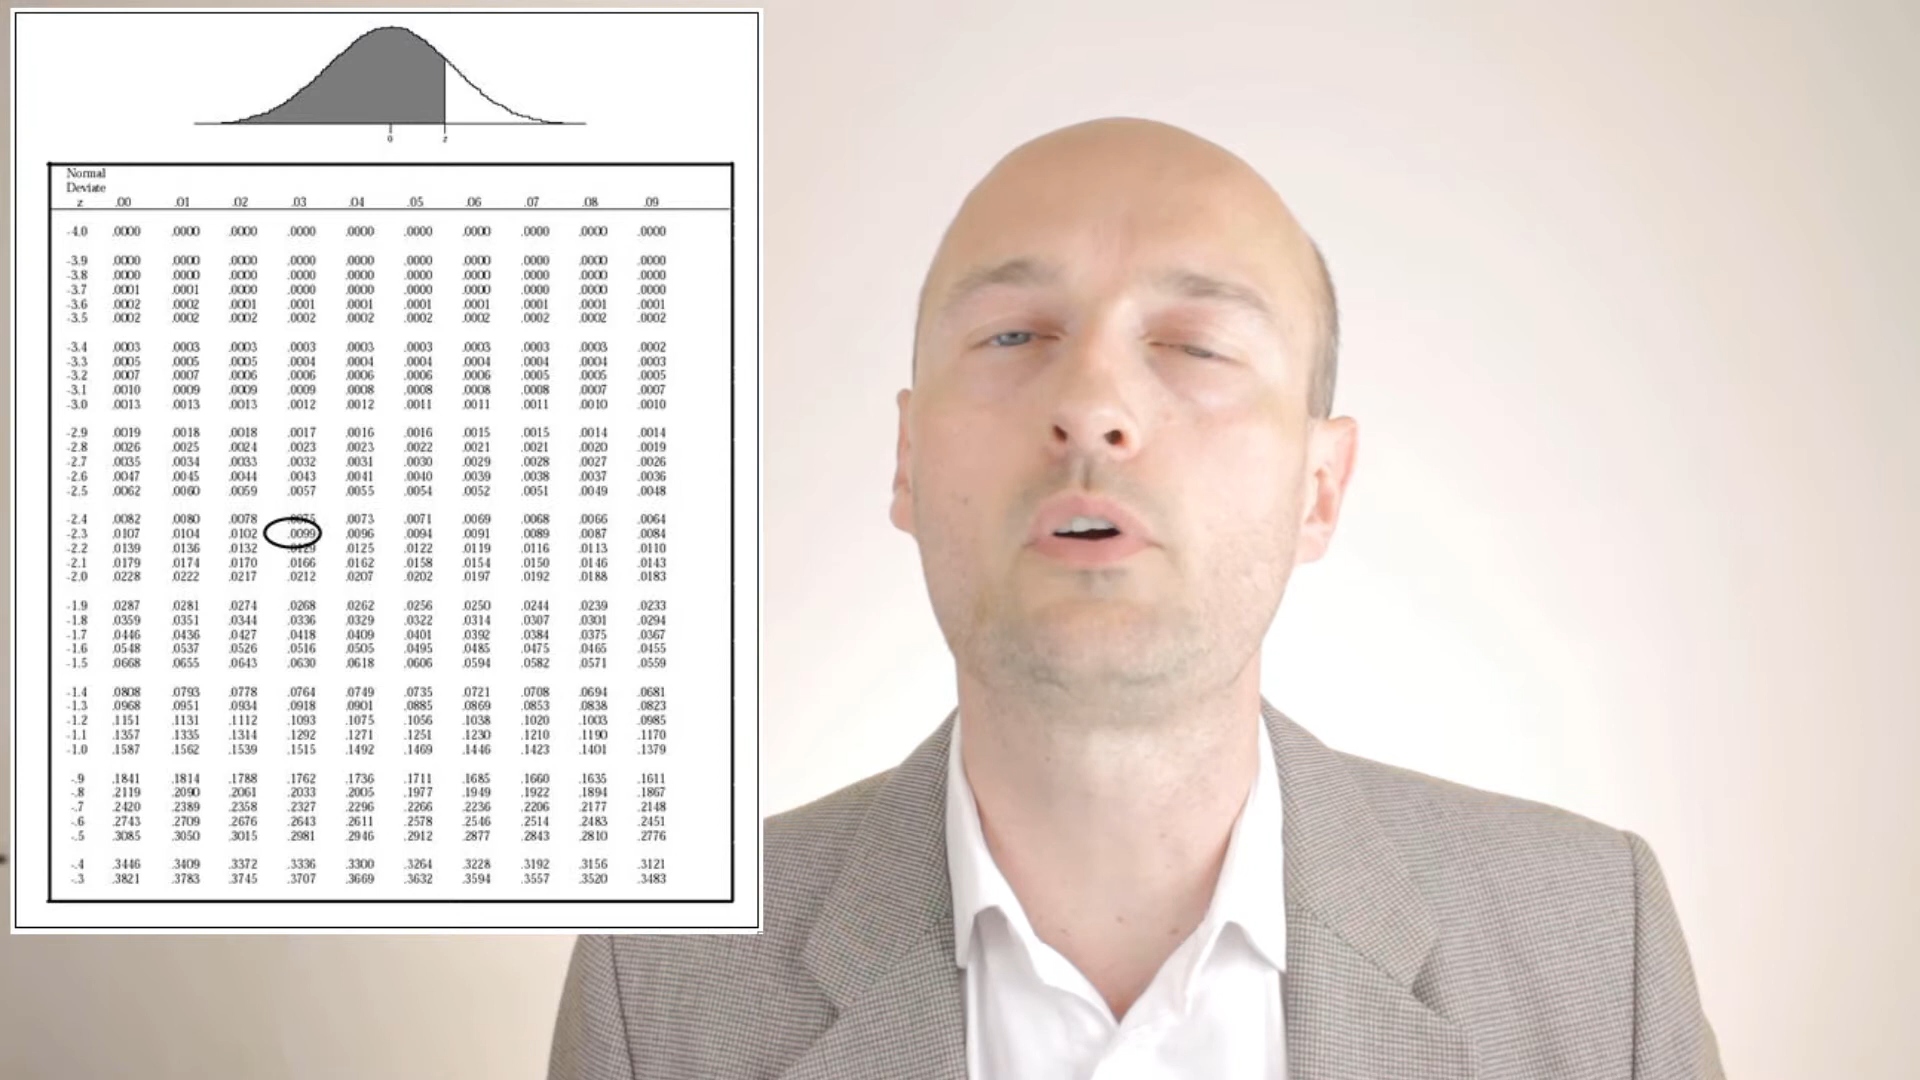 0 z
Normal
Deviate
z .00 .01 .02 .03 .04 .05 .06 .07 .08 .09
-4.0 .0000 .0000 .0000 .0000 .0000 .0000 .0000 .0000 .0000 .0000
-3.9 .0000 .0000 .0000 .0000 .0000 .0000 .0000 .0000 .0000 .0000
-3.8 .0000 .0000 .0000 .0000 .0000 .0000 .0000 .0000 .0000 .0000
-3.7 .0001 .0001 .0000 .0000 .0000 .0000 .0000 .0000 .0000 .0000
-3.6 .0002 .0002 .0001 .0001 .0001 .0001 .0001 .0001 .0001 .0001
-3.5 .0002 .0002 .0002 .0002 .0002 .0002 .0002 .0002 .0002 .0002
-3.4 .0003 .0003 .0003 .0003 .0003 .0003 .0003 .0003 .0003 .0002
-3.3 .0005 .0005 .0005 .0004 .0004 .0004 .0004 .0004 .0004 .0003
-3.2 .0007 .0007 .0006 .0006 .0006 .0006 .0006 .0005 .0005 .0005
-3.1 .0010 .0009 .0009 .0009 .0008 .0008 .0008 .0008 .0007 .0007
-3.0 .0013 .0013 .0013 .0012 .0012 .0011 .0011 .0011 .0010 .0010
-2.9 .0019 .0018 .0018 .0017 .0016 .0016 .0015 .0015 .0014 .0014
-2.8 .0026 .0025 .0024 .0023 .0023 .0022 .0021 .0021 .0020 .0019
-2.7 .0035 .0034 .0033 .0032 .0031 .0030 .0029 .0028 .0027 .0026
-2.6 .0047 .0045 .0044 .0043 .0041 .0040 .0039 .0038 .0037 .0036
-2.5 .0062 .0060 .0059 .0057 .0055 .0054 .0052 .0051 .0049 .0048
-2.4 .0082 .0080 .0078 .0075 .0073 .0071 .0069 .0068 .0066 .0064
-2.3 .0107 .0104 .0102 .0099 .0096 .0094 .0091 .0089 .0087 .0084
-2.2 .0139 .0136 .0132 .0129 .0125 .0122 .0119 .0116 .0113 .0110
-2.1 .0179 .0174 .0170 .0166 .0162 .0158 .0154 .0150 .0146 .0143
-2.0 .0228 .0222 .0217 .0212 .0207 .0202 .0197 .0192 .0188 .0183
-1.9 .0287 .0281 .0274 .0268 .0262 .0256 .0250 .0244 .0239 .0233
-1.8 .0359 .0351 .0344 .0336 .0329 .0322 .0314 .0307 .0301 .0294
-1.7 .0446 .0436 .0427 .0418 .0409 .0401 .0392 .0384 .0375 .0367
-1.6 .0548 .0537 .0526 .0516 .0505 .0495 .0485 .0475 .0465 .0455
-1.5 .0668 .0655 .0643 .0630 .0618 .0606 .0594 .0582 .0571 .0559
-1.4 .0808 .0793 .0778 .0764 .0749 .0735 .0721 .0708 .0694 .0681
-1.3 .0968 .0951 .0934 .0918 .0901 .0885 .0869 .0853 .0838 .0823
-1.2 .1151 .1131 .1112 .1093 .1075 .1056 .1038 .1020 .1003 .0985
-1.1 .1357 .1335 .1314 .1292 .1271 .1251 .1230 .1210 .1190 .1170
-1.0 .1587 .1562 .1539 .1515 .1492 .1469 .1446 .1423 .1401 .1379
-.9 .1841 .1814 .1788 .1762 .1736 .1711 .1685 .1660 .1635 .1611
-.8 .2119 .2090 .2061 .2033 .2005 .1977 .1949 .1922 .1894 .1867
-.7 .2420 .2389 .2358 .2327 .2296 .2266 .2236 .2206 .2177 .2148
-.6 .2743 .2709 .2676 .2643 .2611 .2578 .2546 .2514 .2483 .2451
-.5 .3085 .3050 .3015 .2981 .2946 .2912 .2877 .2843 .2810 .2776
-.4 .3446 .3409 .3372 .3336 .3300 .3264 .3228 .3192 .3156 .3121
-.3 .3821 .3783 .3745 .3707 .3669 .3632 .3594 .3557 .3520 .3483